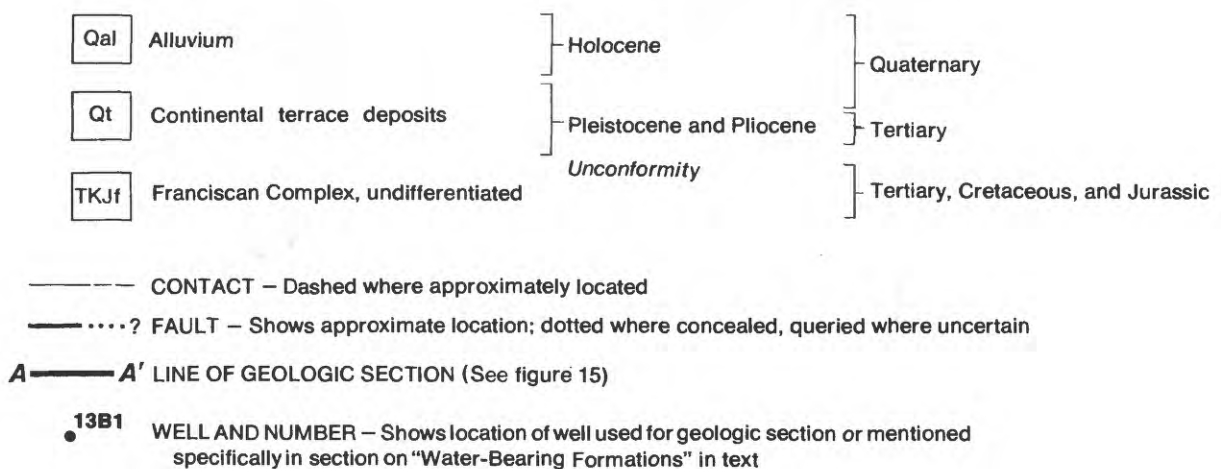 Qal Alluvium Holocene
Quaternary
Qt Continental terrace deposits Pleistocene and Pliocene Tertiary
Unconformity
TKJf Franciscan Complex, undifferentiated Tertiary, Cretaceous, and Jurassic
CONTACT – Dashed where approximately located
? FAULT – Shows approximate location; dotted where concealed, queried where uncertain
A A' LINE OF GEOLOGIC SECTION (See figure 15)
13B1 WELL AND NUMBER – Shows location of well used for geologic section or mentioned
specifically in section on "Water-Bearing Formations" in text